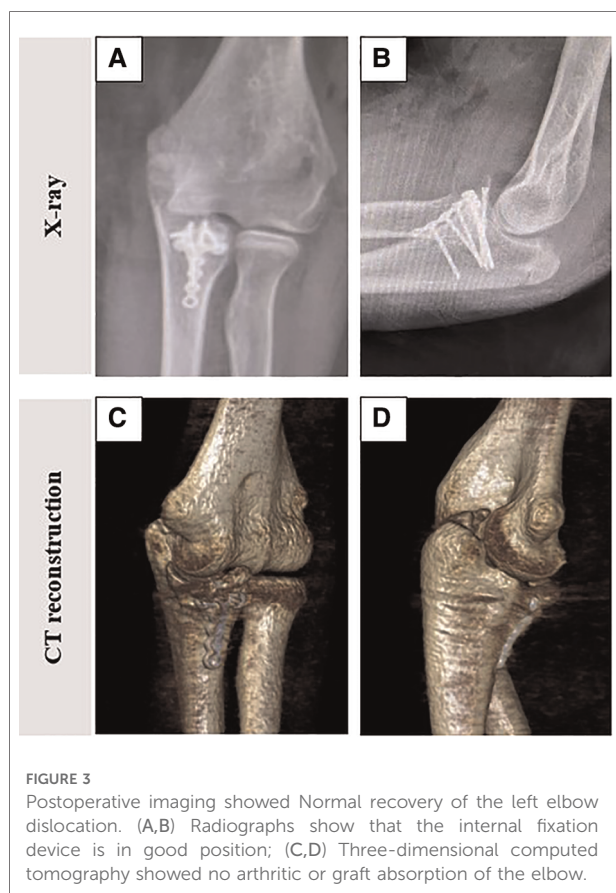 X-ray
A
B
CT reconstruction
C
D
FIGURE 3
Postoperative imaging showed Normal recovery of the left elbow
dislocation. (A,B) Radiographs show that the internal fixation
device is in good position; (C,D) Three-dimensional computed
tomography showed no arthritic or graft absorption of the elbow.